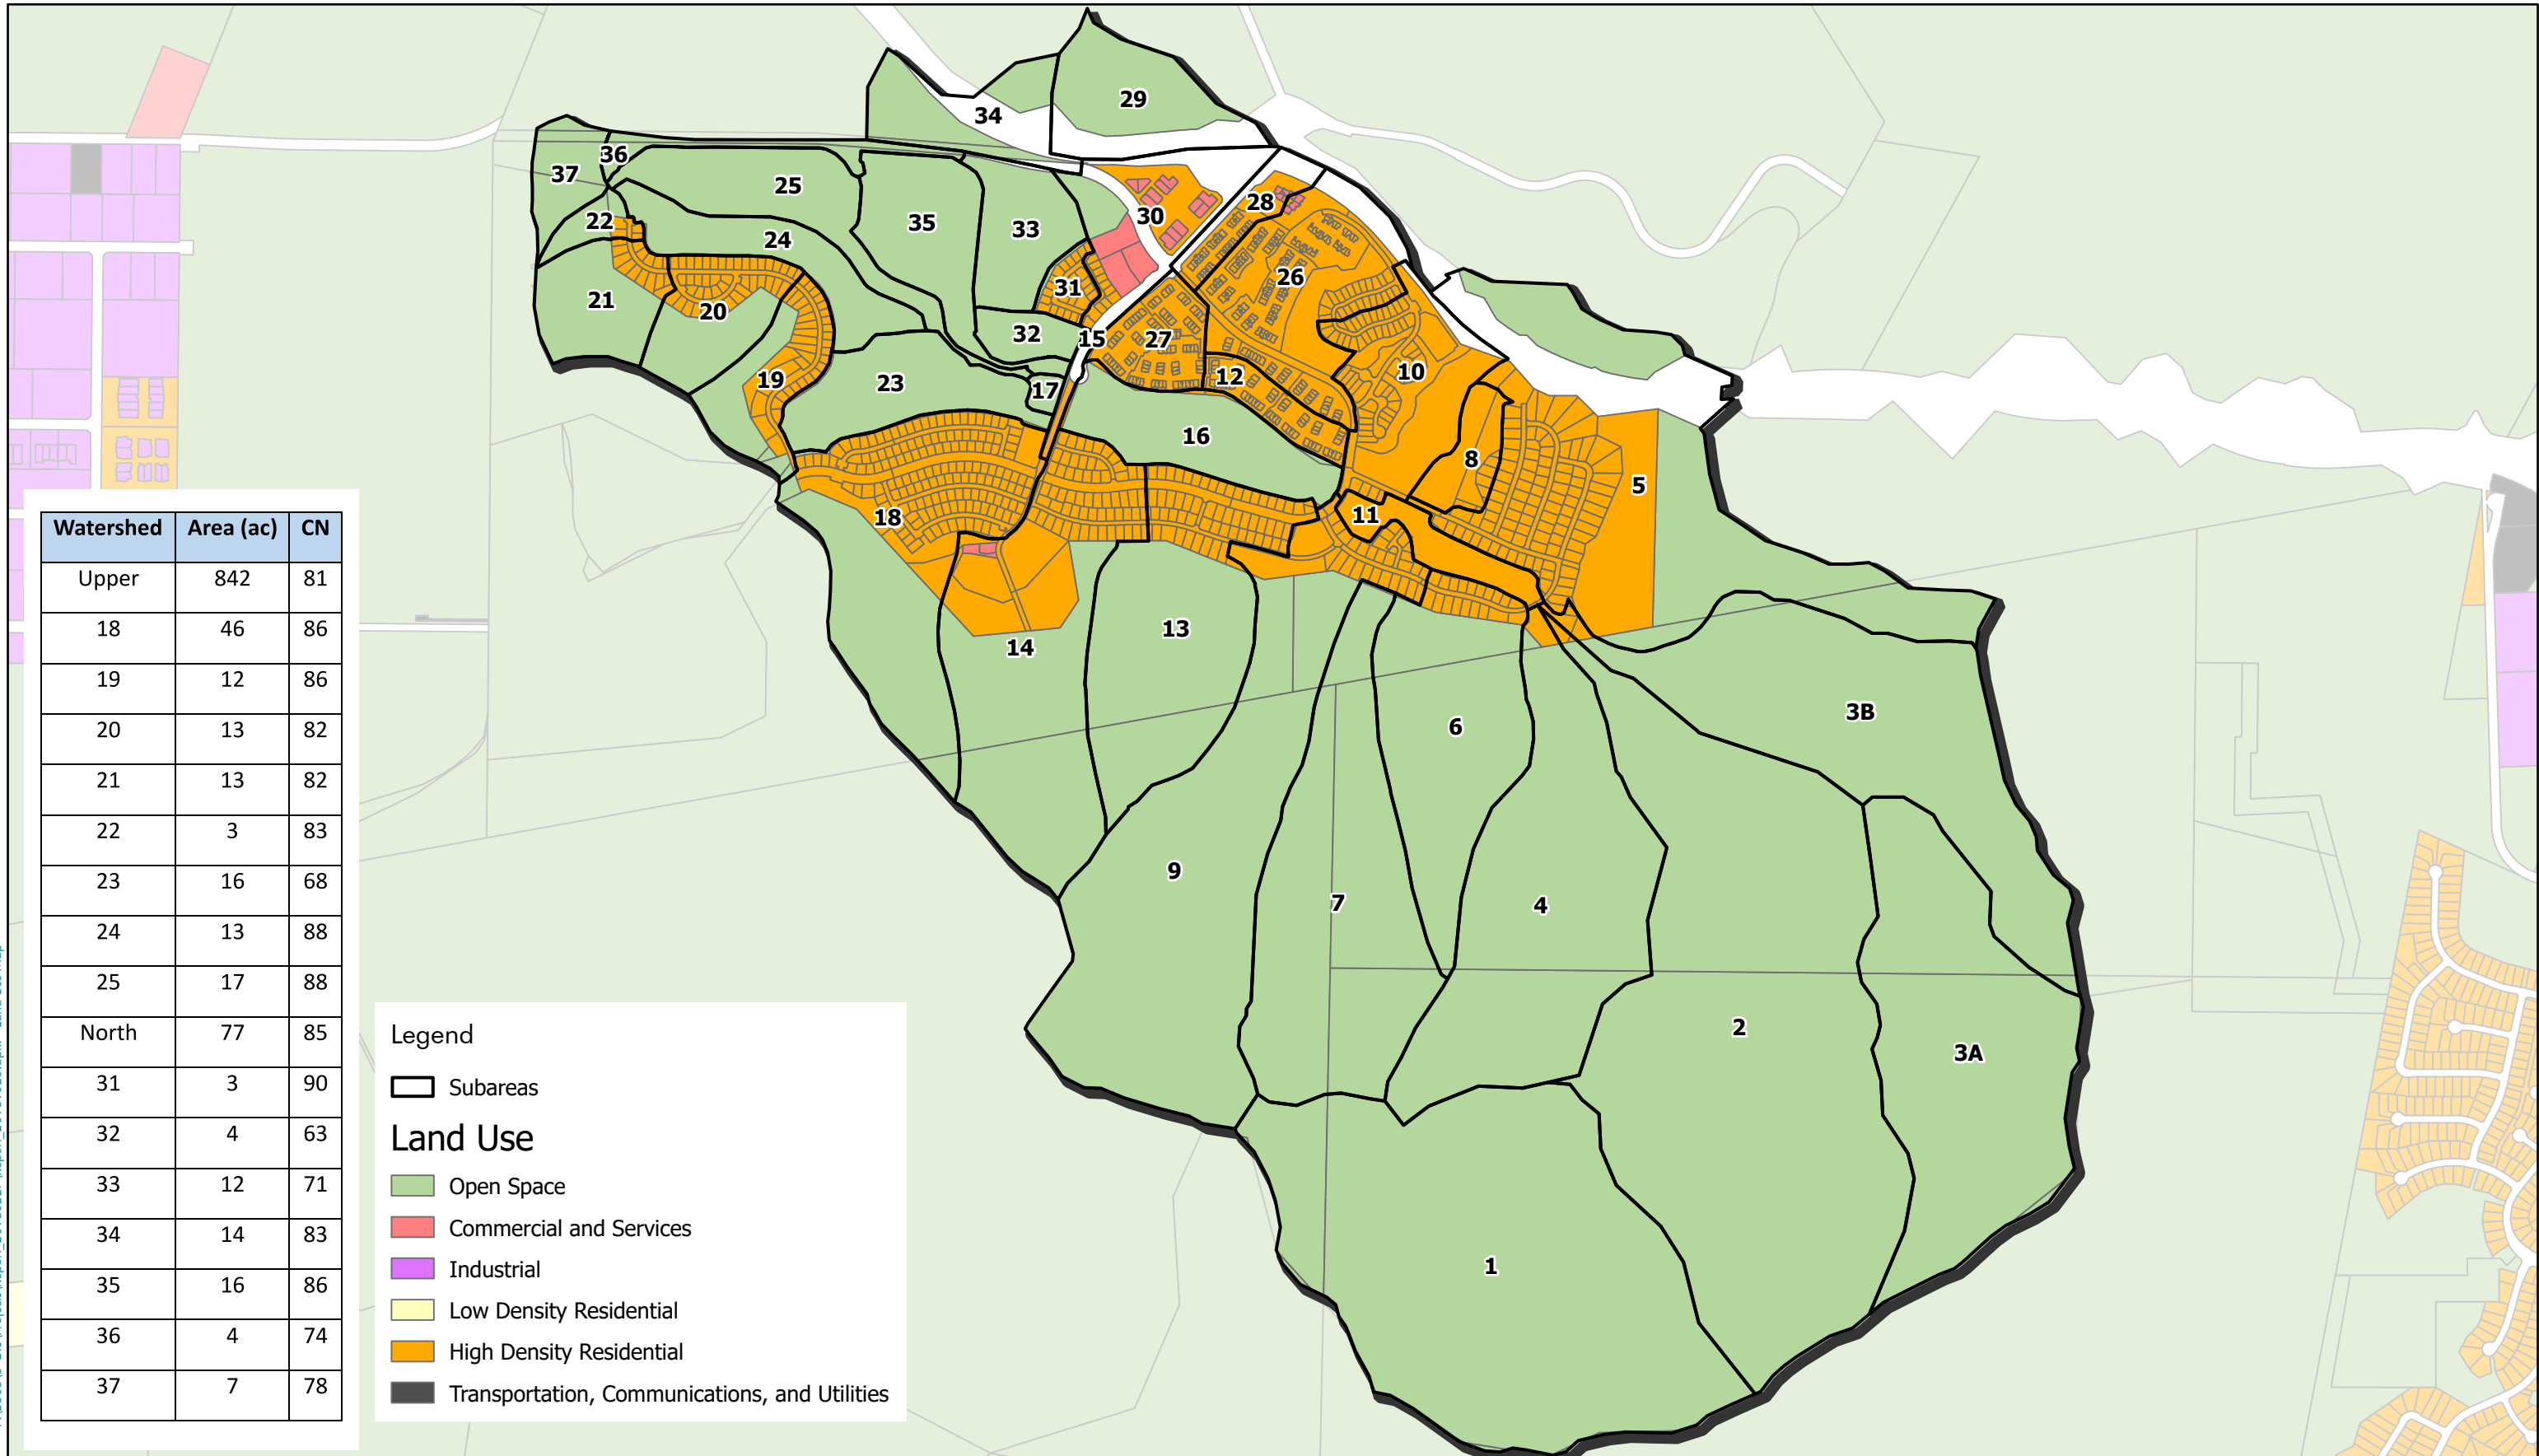 29
34
36
37
25
22
30
28
35
33
24
26
31
21
20
32
15
27
19
23
17
12
10
16
8
5
18
11
13
14
3B
6
9
7
4
2
3A
1
Watershed Area (ac) CN
Upper 842 81
18 46 86
19 12 86
20 13 82
21 13 82
22 3 83
23 16 68
24 13 88
25 17 88
North 77 85
31 3 90
32 4 63
33 12 71
34 14 83
35 16 86
36 4 74
37 7 78
Legend
Subareas
Land Use
Open Space
Commercial and Services
Industrial
Low Density Residential
High Density Residential
Transportation, Communications, and Utilities